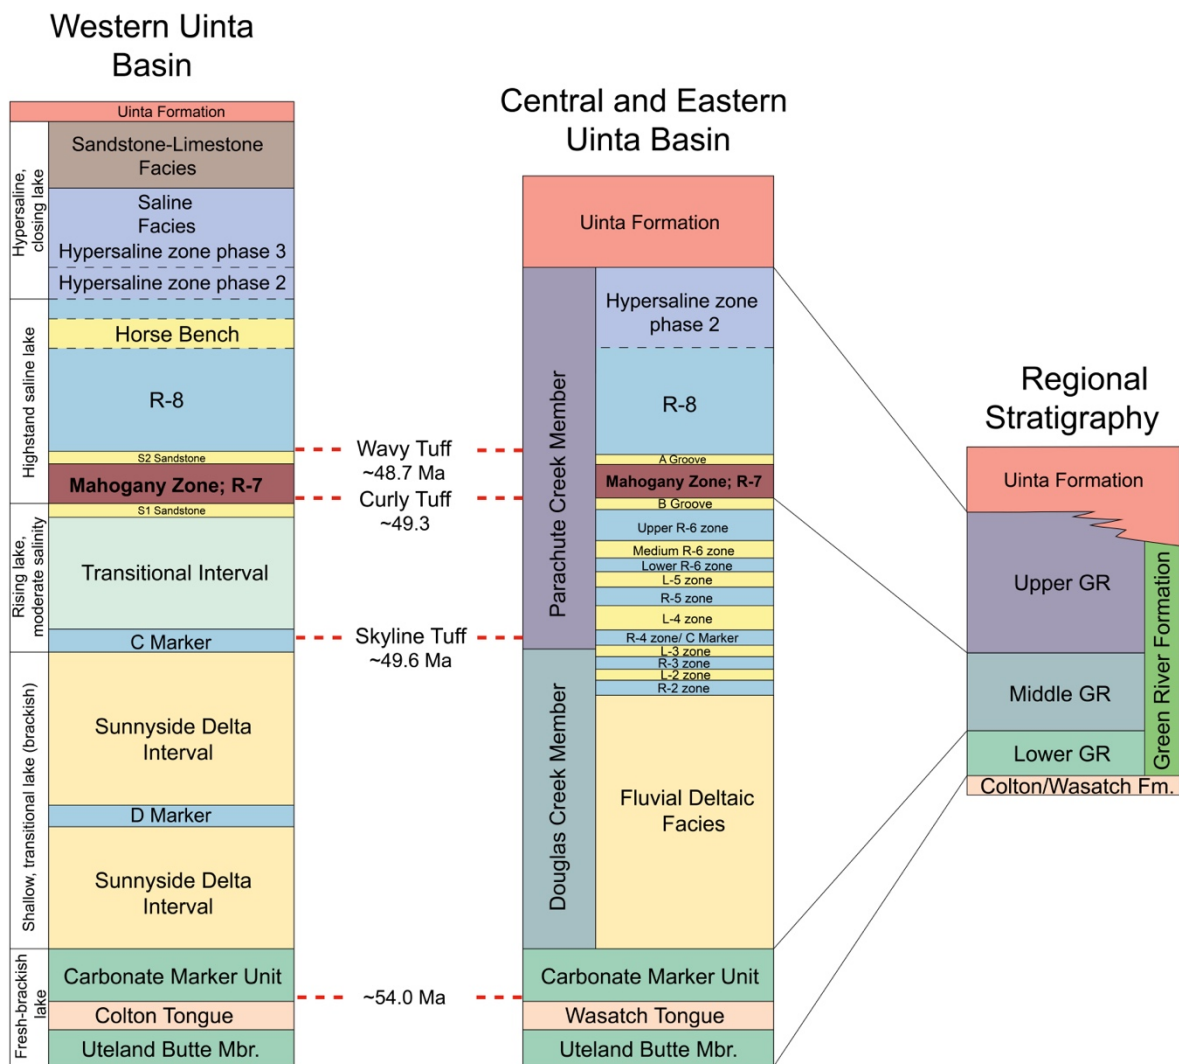 Western Uinta
Basin
Uinta Formation
Hypersaline,
closing lake
Sandstone-Limestone
Facies
Saline
Facies
Hypersaline zone phase 3
Hypersaline zone phase 2
Highstand saline lake
Horse Bench
R-8
S2 Sandstone
Mahogany Zone; R-7
Rising lake,
moderate salinity
S1 Sandstone
Transitional Interval
C Marker
Shallow, transitional lake (brackish)
Sunnyside Delta
Interval
D Marker
Sunnyside Delta
Interval
Fresh-brackish
lake
Carbonate Marker Unit
Colton Tongue
Uteland Butte Mbr.
Wavy Tuff
~48.7 Ma
Curly Tuff
~49.3
Skyline Tuff
~49.6 Ma
~54.0 Ma
Central and Eastern
Uinta Basin
Uinta Formation
Parachute Creek Member
Hypersaline zone
phase 2
R-8
A Groove
Mahogany Zone; R-7
B Groove
Upper R-6 zone
Medium R-6 zone
Lower R-6 zone
L-5 zone
R-5 zone
L-4 zone
R-4 zone/ C Marker
L-3 zone
R-3 zone
L-2 zone
R-2 zone
Douglas Creek Member
Fluvial Deltaic
Facies
Carbonate Marker Unit
Wasatch Tongue
Uteland Butte Mbr.
Regional
Stratigraphy
Uinta Formation
Upper GR
Middle GR
Lower GR
Green River Formation
Colton/Wasatch Fm.